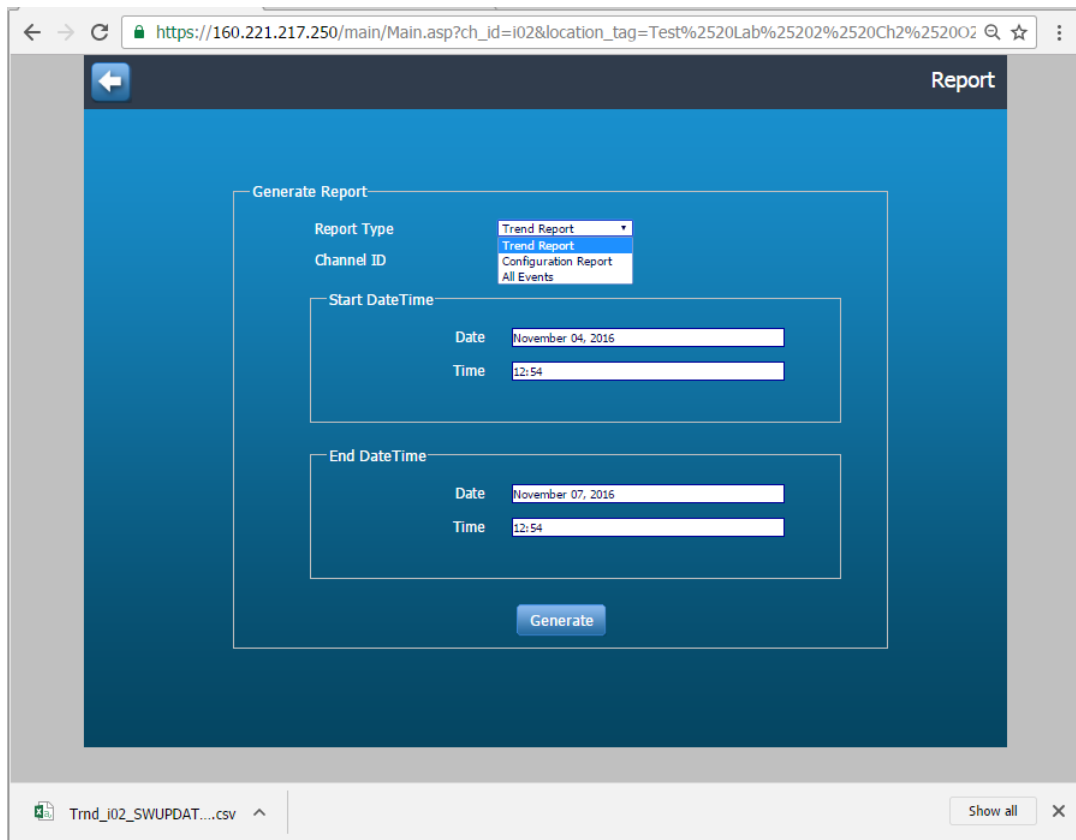 https://160.221.217.250/main/Main.asp?ch_id=i02&location_tag=Test%2520Lab%25202%2520Ch2%2520O2
Report
Generate Report
Report Type
Trend Report
Trend Report
Configuration Report
All Events
Channel ID
Start DateTime
Date
November 04, 2016
Time
12:54
End DateTime
Date
November 07, 2016
Time
12:54
Generate
Trnd_i02_SWUPDAT....csv
Show all